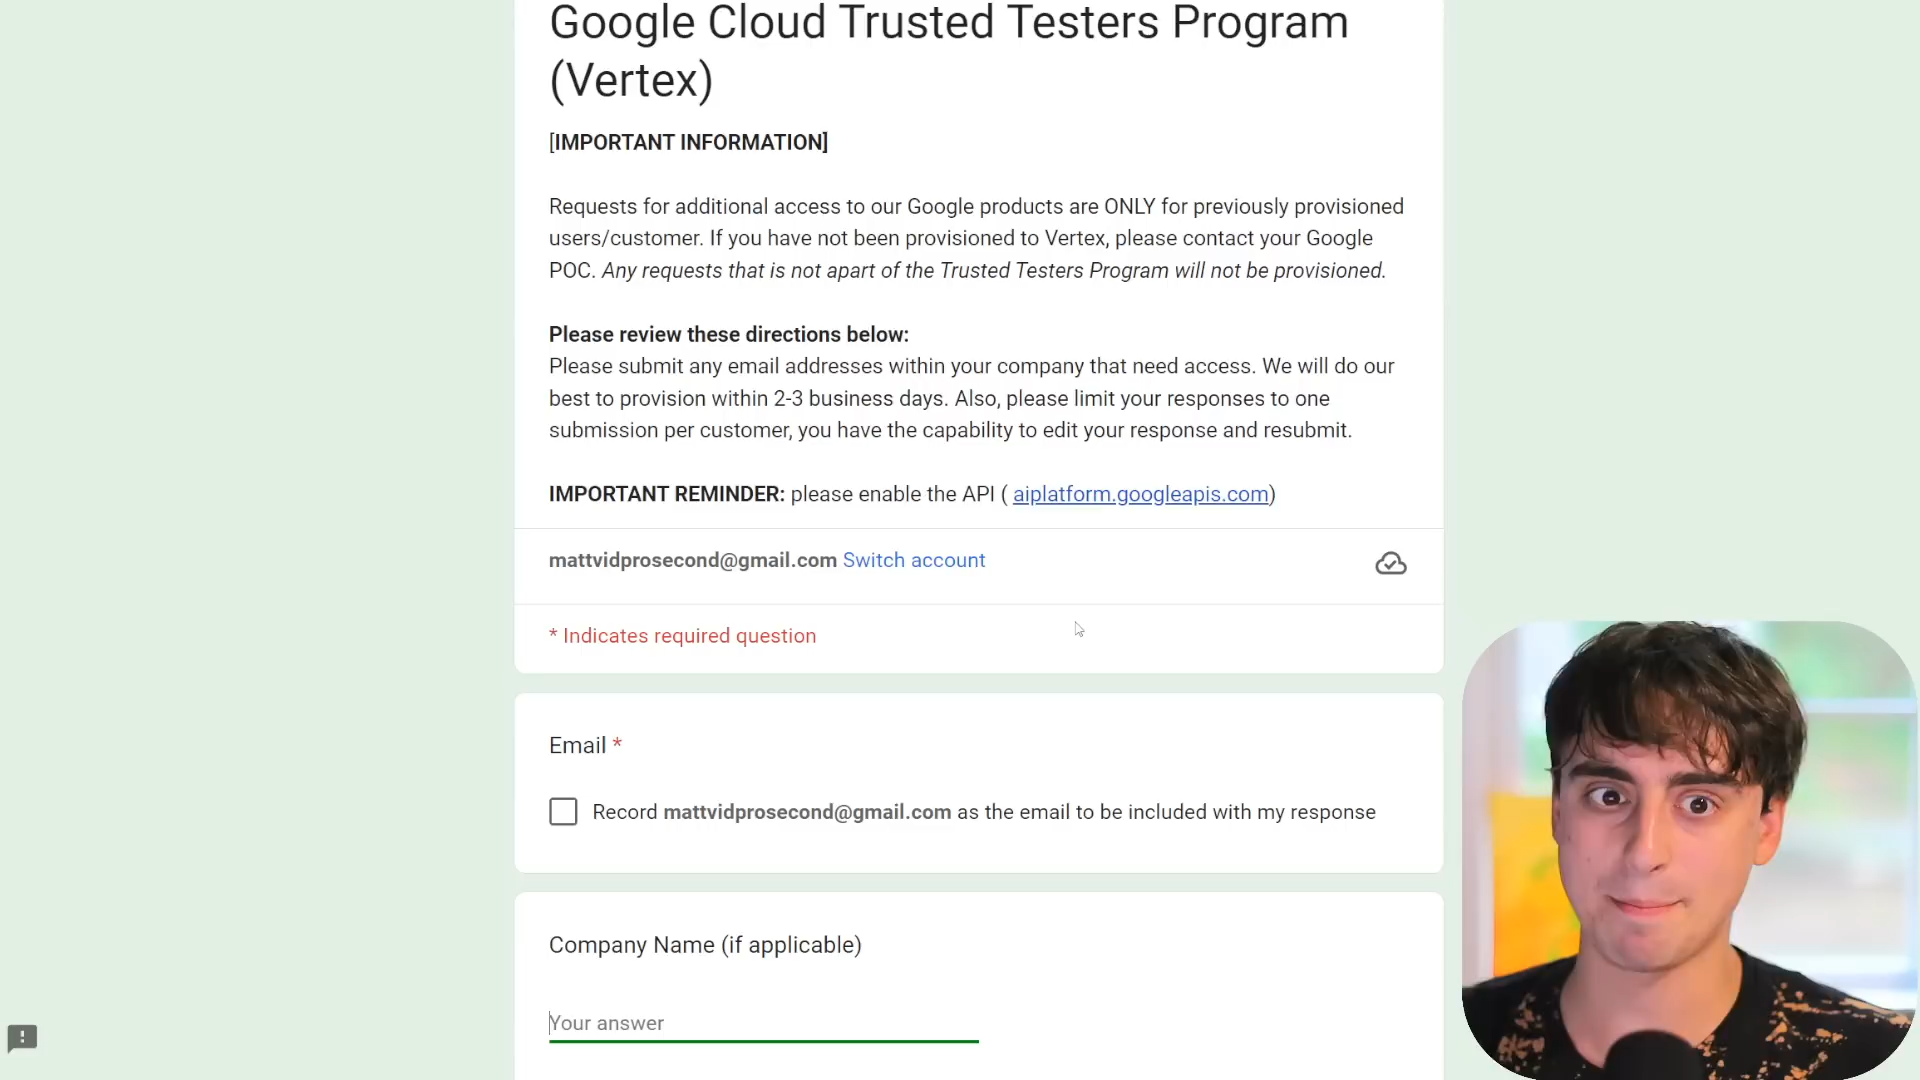 Google Cloud Trusted Testers Program
(Vertex)
[IMPORTANT INFORMATION]
Requests for additional access to our Google products are ONLY for previously provisioned
users/customer. If you have not been provisioned to Vertex, please contact your Google
POC. Any requests that is not apart of the Trusted Testers Program will not be provisioned.
Please review these directions below:
Please submit any email addresses within your company that need access. We will do our
best to provision within 2-3 business days. Also, please limit your responses to one
submission per customer, you have the capability to edit your response and resubmit.
IMPORTANT REMINDER: please enable the API ( aiplatform.googleapis.com)
mattvidprosecond@gmail.com Switch account
* Indicates required question
Email *
Record mattvidprosecond@gmail.com as the email to be included with my response
Company Name (if applicable)
Your answer